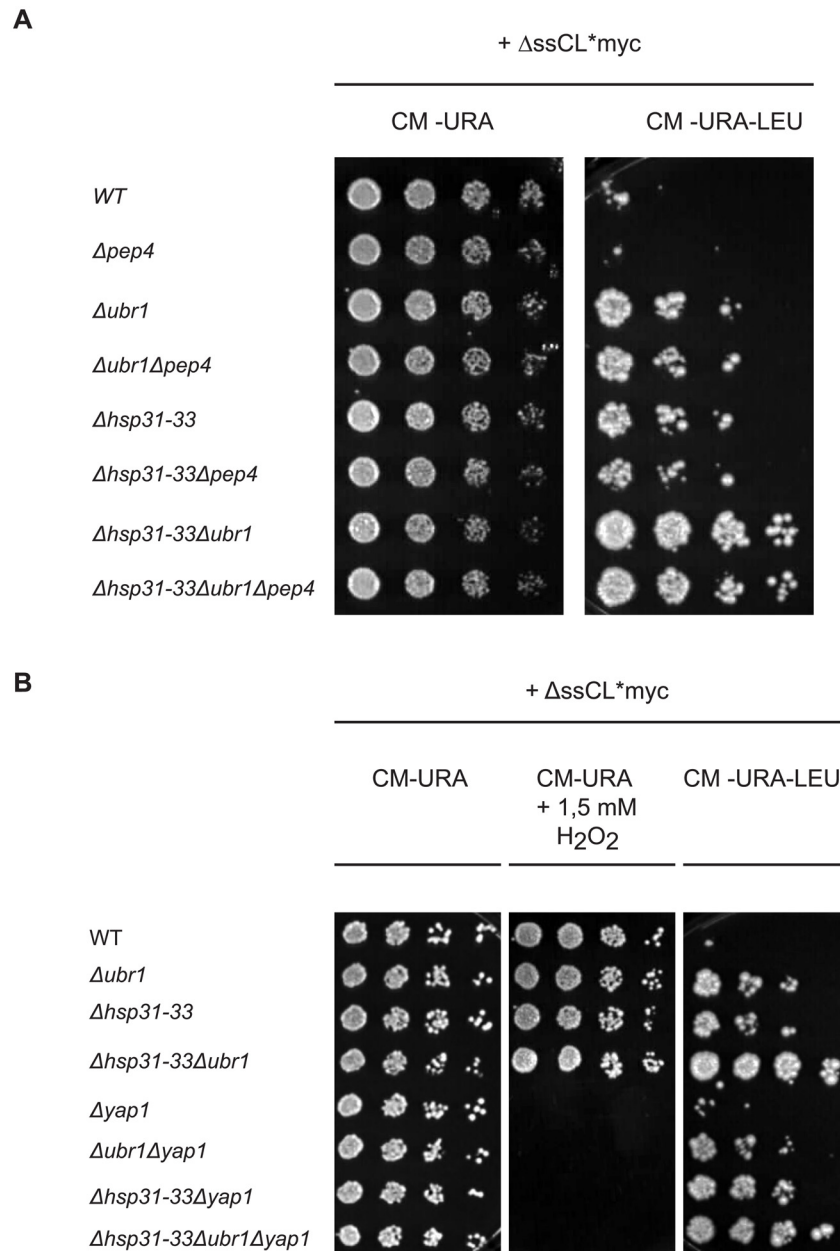 A
+ ΔssCL*myc
CM -URA
CM -URA-LEU
WT
Δpep4
Δubr1
Δubr1Δpep4
Δhsp31-33
Δhsp31-33Δpep4
Δhsp31-33Δubr1
Δhsp31-33Δubr1Δpep4
B
+ ΔssCL*myc
CM-URA
CM-URA
+ 1,5 mM
H2O2
CM -URA-LEU
WT
Δubr1
Δhsp31-33
Δhsp31-33Δubr1
Δyap1
Δubr1Δyap1
Δhsp31-33Δyap1
Δhsp31-33Δubr1Δyap1